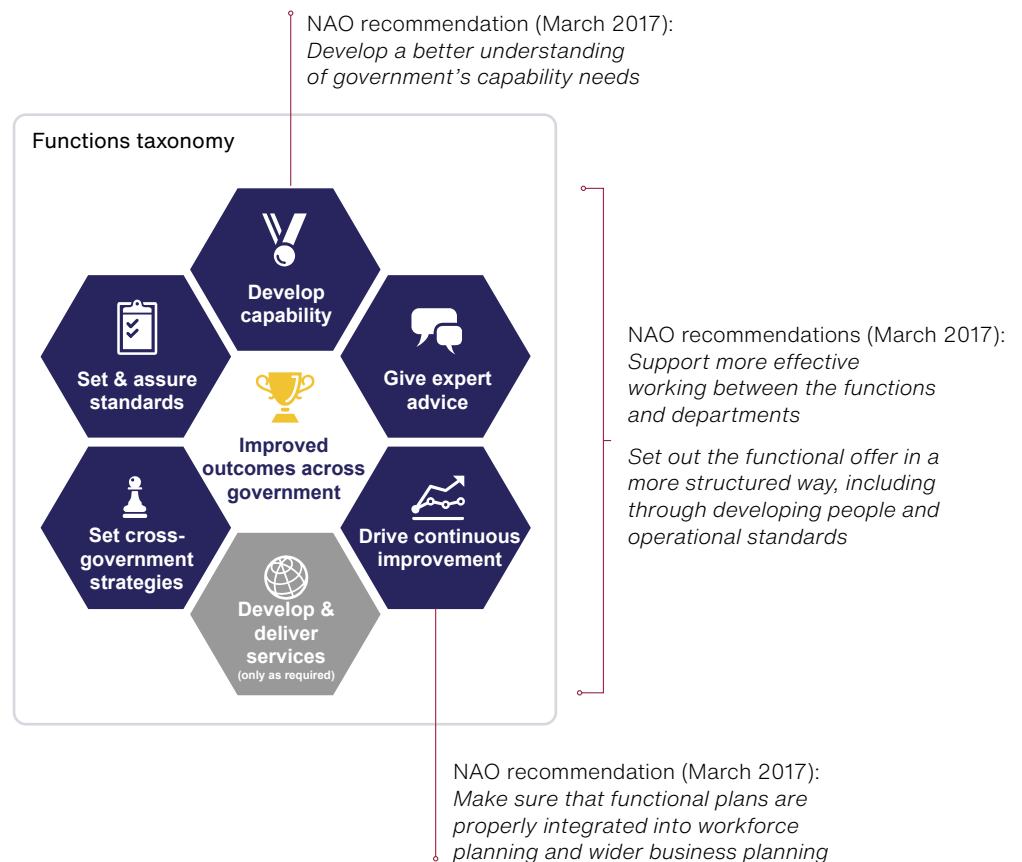 NAO recommendation (March 2017):
Develop a better understanding
of government’s capability needs
Functions taxonomy
Develop
capability
Set & assure
standards
Give expert
advice
Improved
outcomes across
government
Set cross-
government
strategies
Drive continuous
improvement
Develop &
deliver
services
(only as required)
NAO recommendations (March 2017):
Support more effective
working between the functions
and departments
Set out the functional offer in a
more structured way, including
through developing people and
operational standards
NAO recommendation (March 2017):
Make sure that functional plans are
properly integrated into workforce
planning and wider business planning